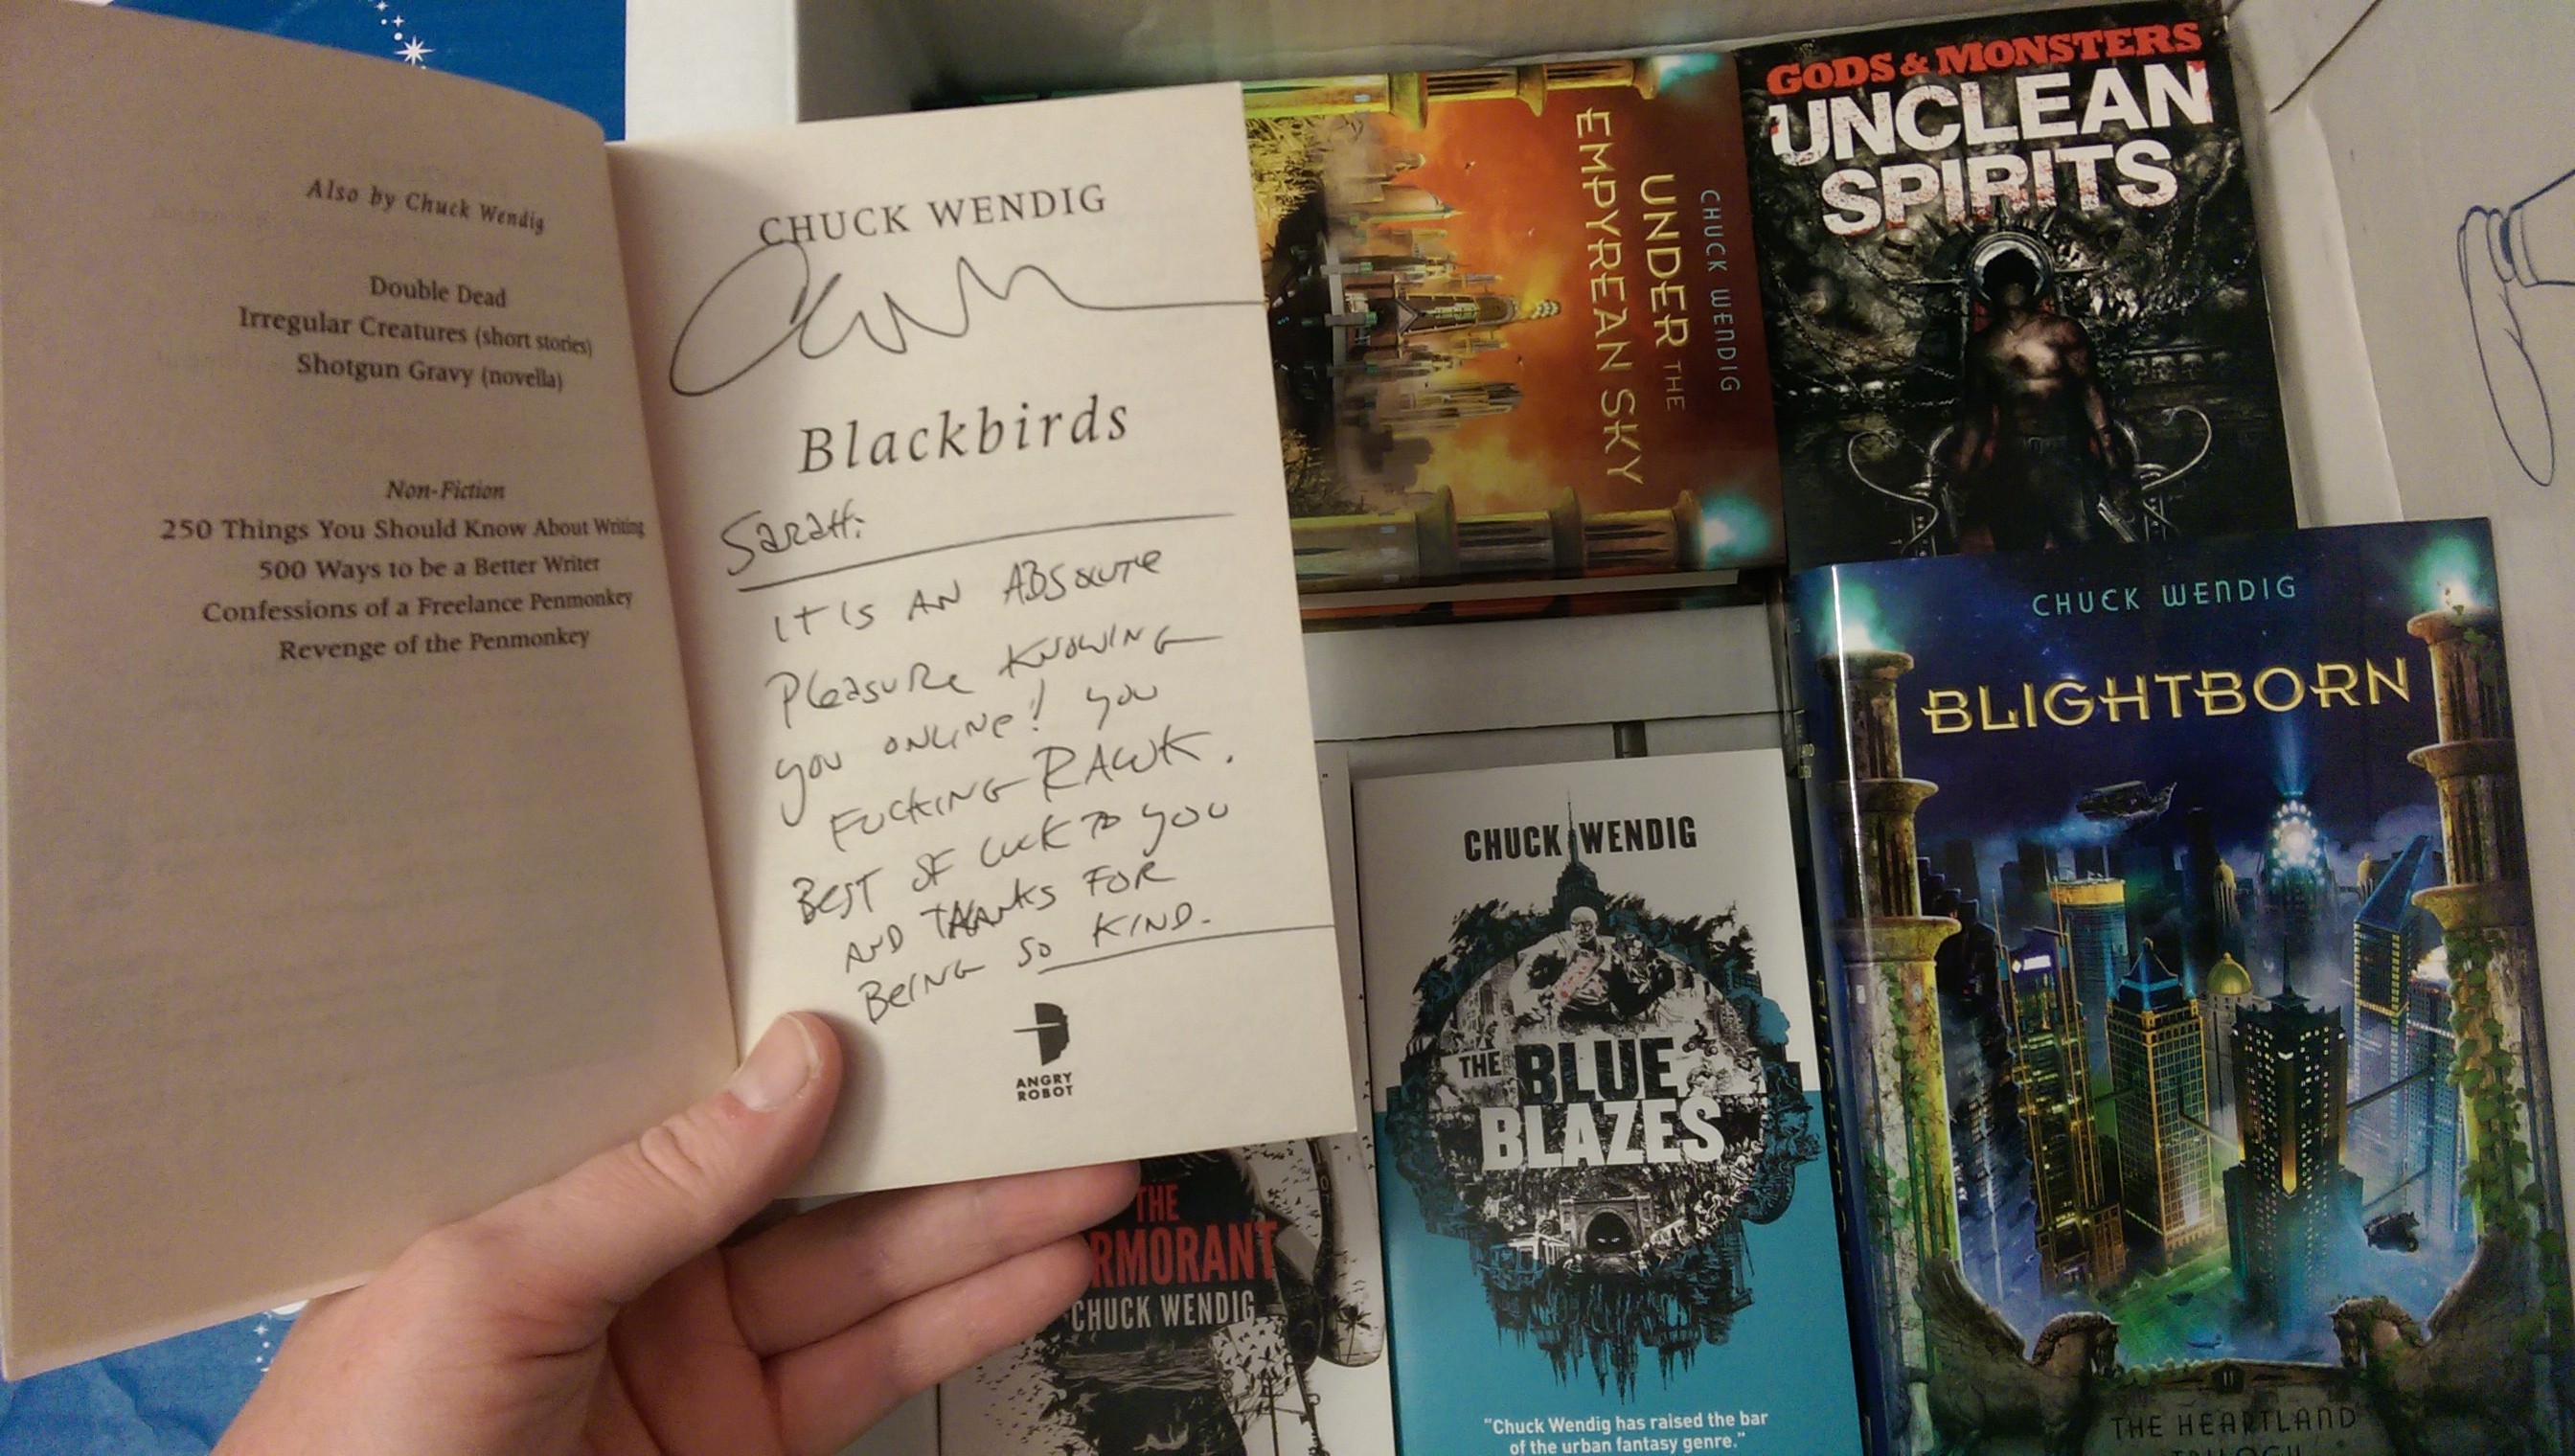 Also by Chuck Wendig
Double Dead
Irregular Creatures (short stories)
Shotgun Gravy (novella)
Non-Fiction
250 Things You Should Know About Writing
500 Ways to be a Better Writer
Confessions of a Freelance Penmonkey
Revenge of the Penmonkey
CHUCK WENDIG
Blackbirds
SARAH:
IT IS AN ABSOLUTE
PLEASURE KNOWING
YOU ONLINE! YOU
FUCKING RAWK.
BEST OF LUCK TO YOU
AND THANKS FOR
BEING SO KIND.
ANGRY
ROBOT
CHUCK WENDIG
UNDER THE
EMPYREAN SKY
GODS & MONSTERS
UNCLEAN
SPIRITS
THE
RMORANT
CHUCK WENDIG
CHUCK WENDIG
THE BLUE
BLAZES
"Chuck Wendig has raised the bar
of the urban fantasy genre."
CHUCK WENDIG
BLIGHTBORN
THE HEARTLAND
TRILOGY